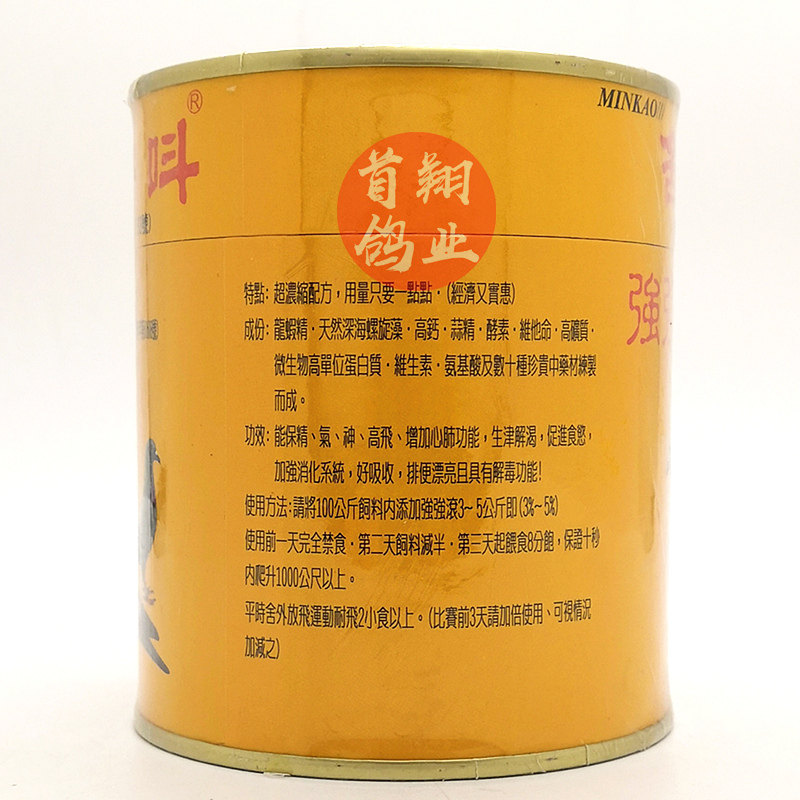 ®
MINKAO
叫
首翔
鸽业
強
特點: 超濃縮配方，用量只要一點點．(經濟又實惠)
成份: 龍蝦精．天然深海螺旋藻．高鈣．蒜精．酵素．維他命．高礦質．
微生物高單位蛋白質．維生素．氨基酸及數十種珍貴中藥材練製
而成。
功效: 能保精、氣、神、高飛、增加心肺功能，生津解渴，促進食慾，
加強消化系統，好吸收，排便漂亮且具有解毒功能!
使用方法:請將100公斤飼料內添加強強滾3~5公斤即(3%~5%)
使用前一天完全禁食．第二天飼料減半．第三天起餵食8分飽，保證十秒
內爬升1000公尺以上。
平時舍外放飛運動耐飛2小食以上。(比賽前3天請加倍使用、可視情況
加減之)